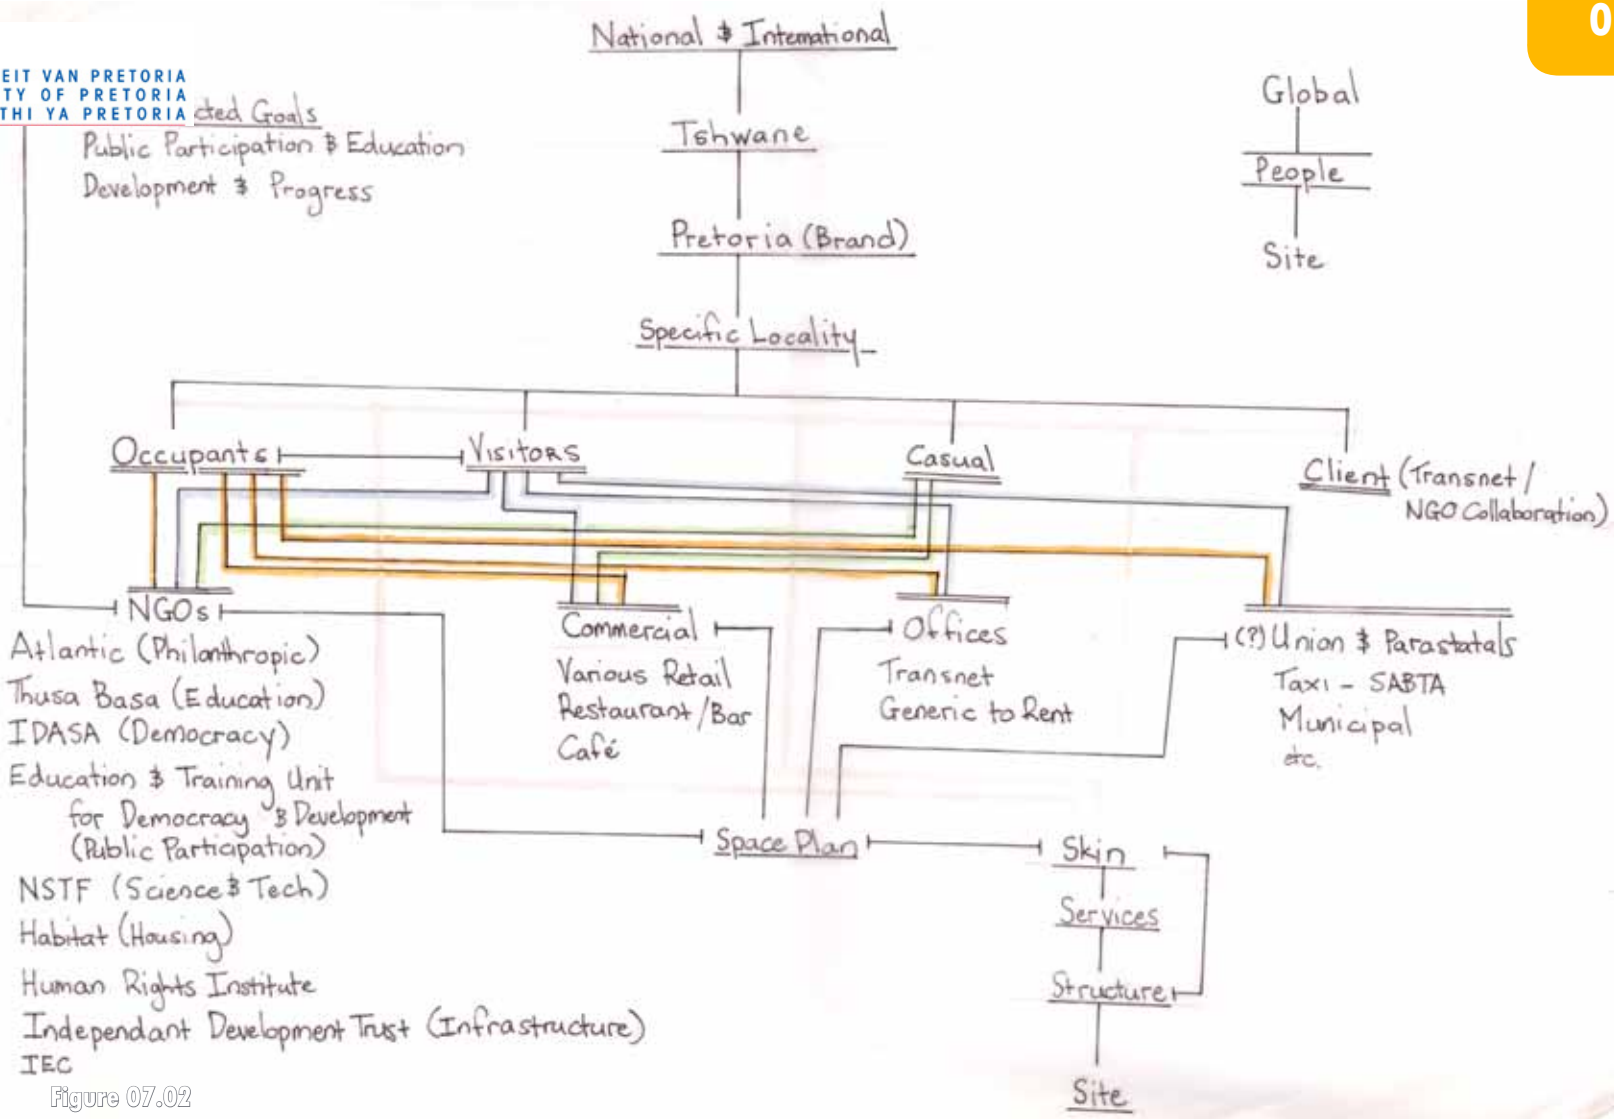 0
National & International
EIT VAN PRETORIA
TY OF PRETORIA
THI YA PRETORIA
cted Goals
Public Participation & Education
Development & Progress
Global
People
Site
Tshwane
Pretoria (Brand)
Specific Locality
Occupants
Visitors
Casual
Client (Transnet /
NGO Collaboration)
NGOs
Atlantic (Philanthropic)
Thusa Basa (Education)
IDASA (Democracy)
Education & Training Unit
for Democracy & Development
(Public Participation)
NSTF (Science & Tech)
Habitat (Housing)
Human Rights Institute
Independant Development Trust (Infrastructure)
IEC
Commercial
Various Retail
Restaurant / Bar
Café
Offices
Transnet
Generic to Rent
(?) Union & Parastatals
Taxi - SABTA
Municipal
etc.
Space Plan
Skin
Services
Structure
Site
Figure 07.02